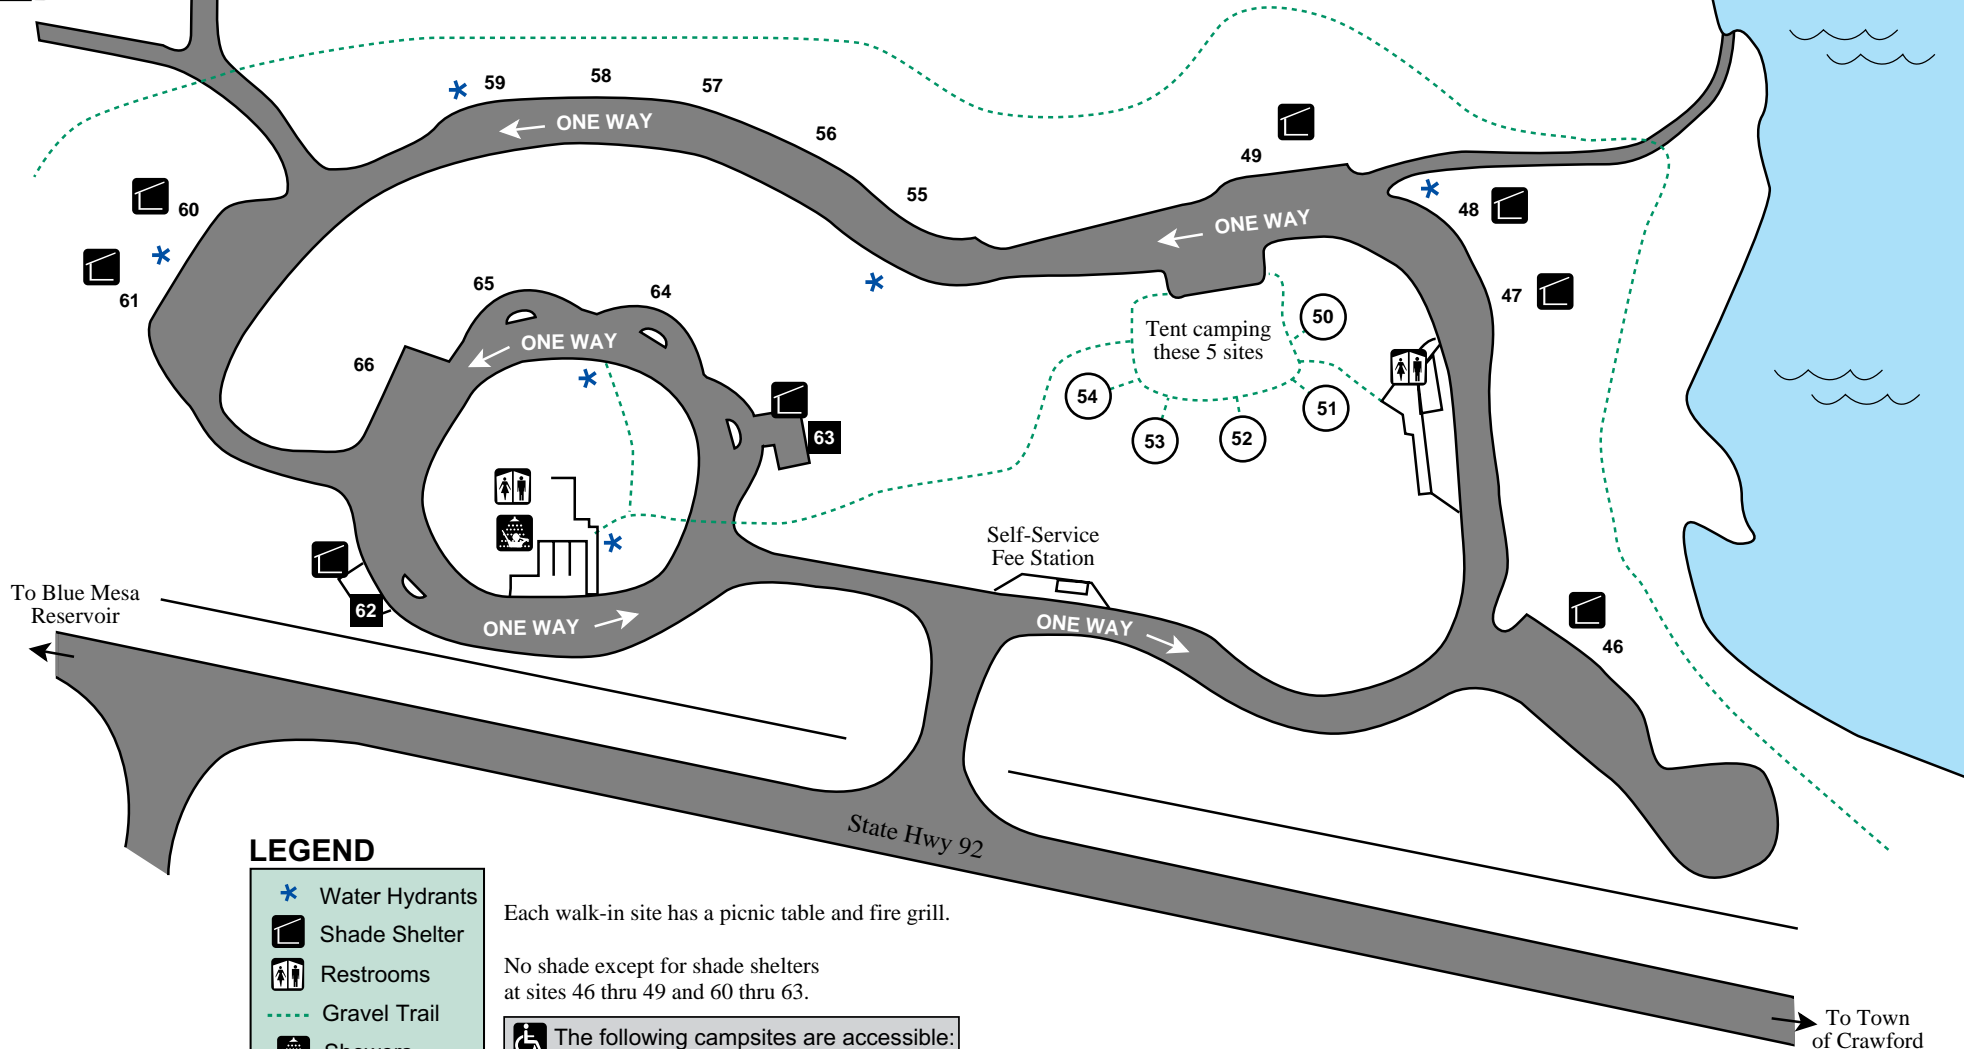 59
58
57
56
55
ONE WAY
49
48
47
ONE WAY
60
61
65
64
ONE WAY
66
63
Tent camping
these 5 sites
50
51
52
53
54
Self-Service
Fee Station
ONE WAY
46
62
ONE WAY
To Blue Mesa
Reservoir
State Hwy 92
To Town
of Crawford
LEGEND
Water Hydrants
Shade Shelter
Restrooms
Gravel Trail
Showers
Each walk-in site has a picnic table and fire grill.
No shade except for shade shelters
at sites 46 thru 49 and 60 thru 63.
The following campsites are accessible: